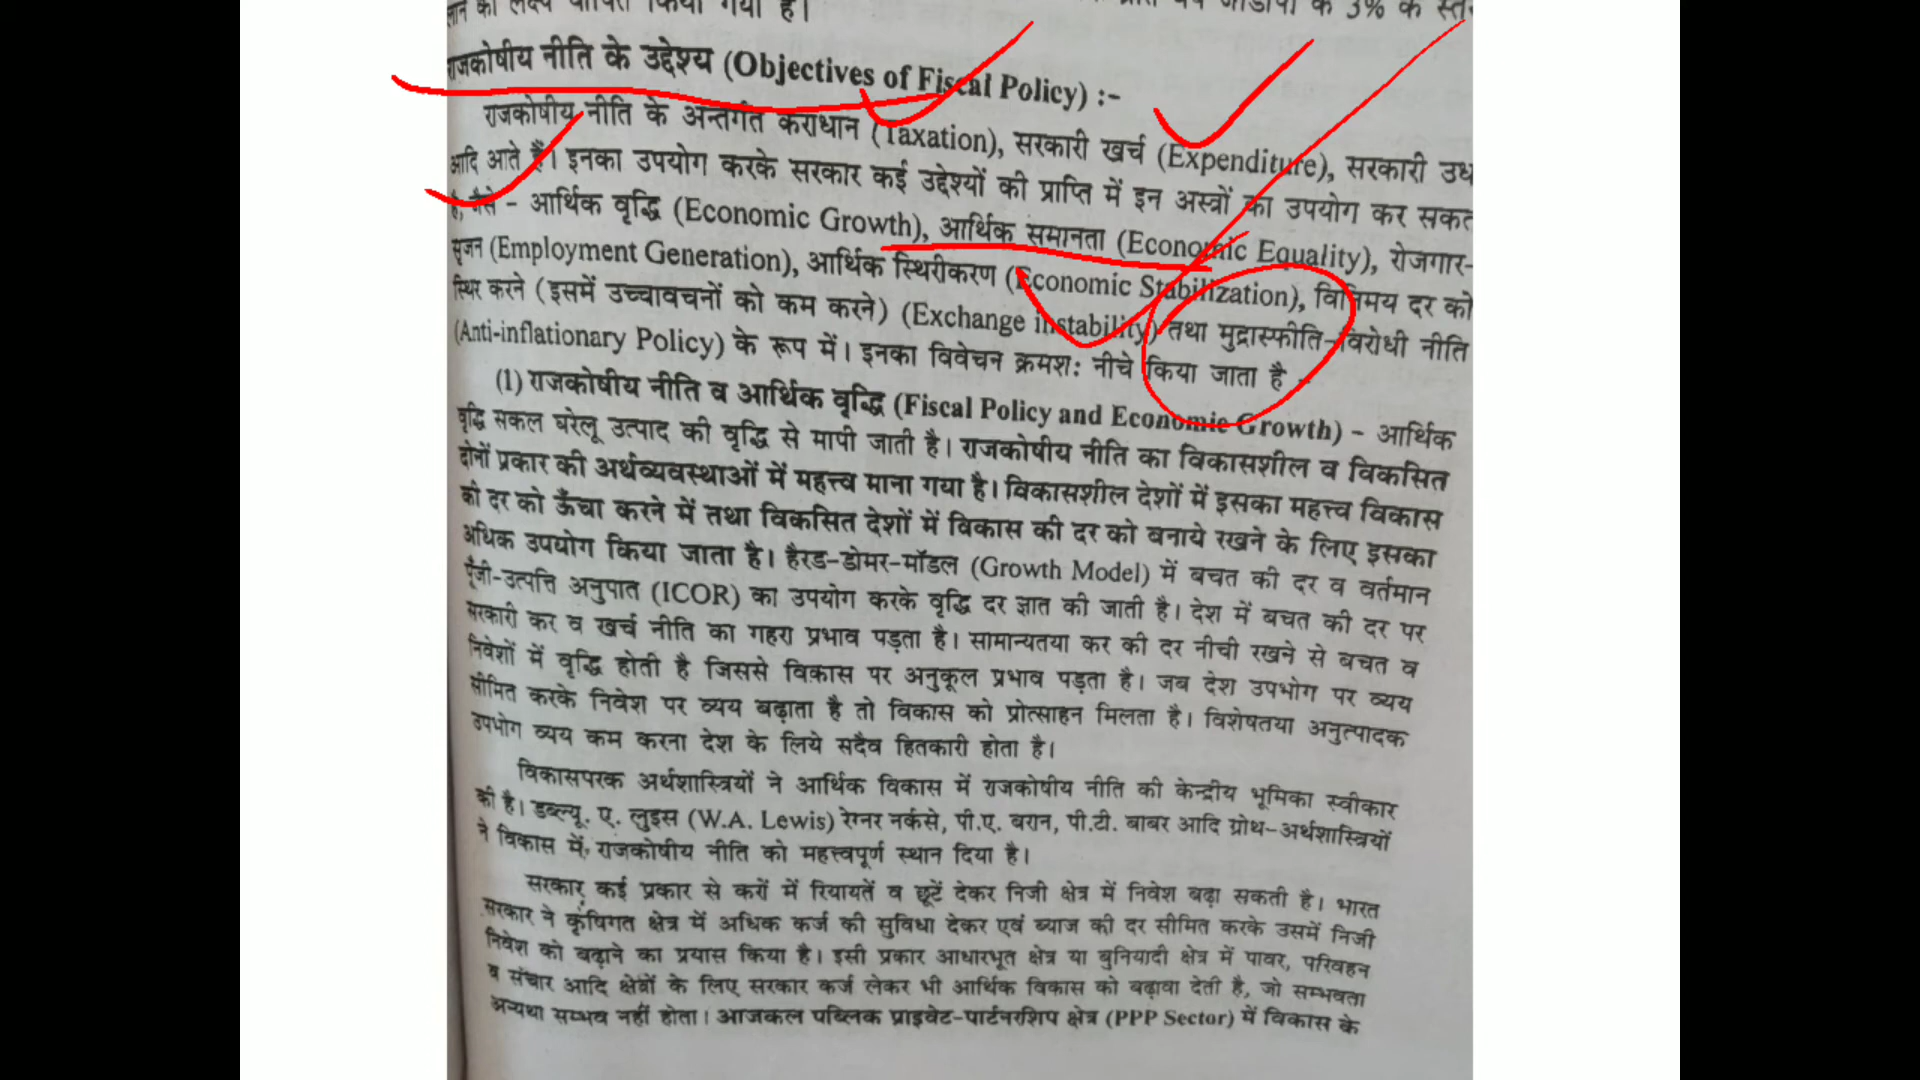 लाने का लक्ष्य घोषित किया गया है। के 3% के स्तर
राजकोषीय नीति के उद्देश्य (Objectives of Fiscal Policy) :-
राजकोषीय नीति के अन्तर्गत कराधान (Taxation), सरकारी खर्च (Expenditure), सरकारी उध
आदि आते हैं। इनका उपयोग करके सरकार कई उद्देश्यों की प्राप्ति में इन अस्त्रों का उपयोग कर सकत
है, जैसे - आर्थिक वृद्धि (Economic Growth), आर्थिक समानता (Economic Equality), रोजगार-
सृजन (Employment Generation), आर्थिक स्थिरीकरण (Economic Stabilization), विनिमय दर को
स्थिर करने (इसमें उच्चावचनों को कम करने) (Exchange instability) तथा मुद्रास्फीति-विरोधी नीति
(Anti-inflationary Policy) के रूप में। इनका विवेचन क्रमशः नीचे किया जाता है -
(1) राजकोषीय नीति व आर्थिक वृद्धि (Fiscal Policy and Economic Growth) - आर्थिक
वृद्धि सकल घरेलू उत्पाद की वृद्धि से मापी जाती है। राजकोषीय नीति का विकासशील व विकसित
दोनों प्रकार की अर्थव्यवस्थाओं में महत्त्व माना गया है। विकासशील देशों में इसका महत्त्व विकास
की दर को ऊँचा करने में तथा विकसित देशों में विकास की दर को बनाये रखने के लिए इसका
अधिक उपयोग किया जाता है। हैरड-डोमर-मॉडल (Growth Model) में बचत की दर व वर्तमान
पूँजी-उत्पत्ति अनुपात (ICOR) का उपयोग करके वृद्धि दर ज्ञात की जाती है। देश में बचत की दर पर
सरकारी कर व खर्च नीति का गहरा प्रभाव पड़ता है। सामान्यतया कर की दर नीची रखने से बचत व
निवेशों में वृद्धि होती है जिससे विकास पर अनुकूल प्रभाव पड़ता है। जब देश उपभोग पर व्यय
सीमित करके निवेश पर व्यय बढ़ाता है तो विकास को प्रोत्साहन मिलता है। विशेषतया अनुत्पादक
उपभोग व्यय कम करना देश के लिये सदैव हितकारी होता है।
विकासपरक अर्थशास्त्रियों ने आर्थिक विकास में राजकोषीय नीति की केन्द्रीय भूमिका स्वीकार
की है। डब्ल्यू. ए. लुइस (W.A. Lewis) रेग्नर नर्कसे, पी.ए. बरान, पी.टी. बाबर आदि ग्रोथ-अर्थशास्त्रियों
ने विकास में, राजकोषीय नीति को महत्त्वपूर्ण स्थान दिया है।
सरकार कई प्रकार से करों में रियायतें व छूटें देकर निजी क्षेत्र में निवेश बढ़ा सकती है। भारत
सरकार ने कृषिगत क्षेत्र में अधिक कर्ज की सुविधा देकर एवं ब्याज की दर सीमित करके उसमें निजी
निवेश को बढ़ाने का प्रयास किया है। इसी प्रकार आधारभूत क्षेत्र या बुनियादी क्षेत्र में पावर, परिवहन
व संचार आदि क्षेत्रों के लिए सरकार कर्ज लेकर भी आर्थिक विकास को बढ़ावा देती है, जो सम्भवता
अन्यथा सम्भव नहीं होता। आजकल पब्लिक प्राइवेट-पार्टनरशिप क्षेत्र (PPP Sector) में विकास के